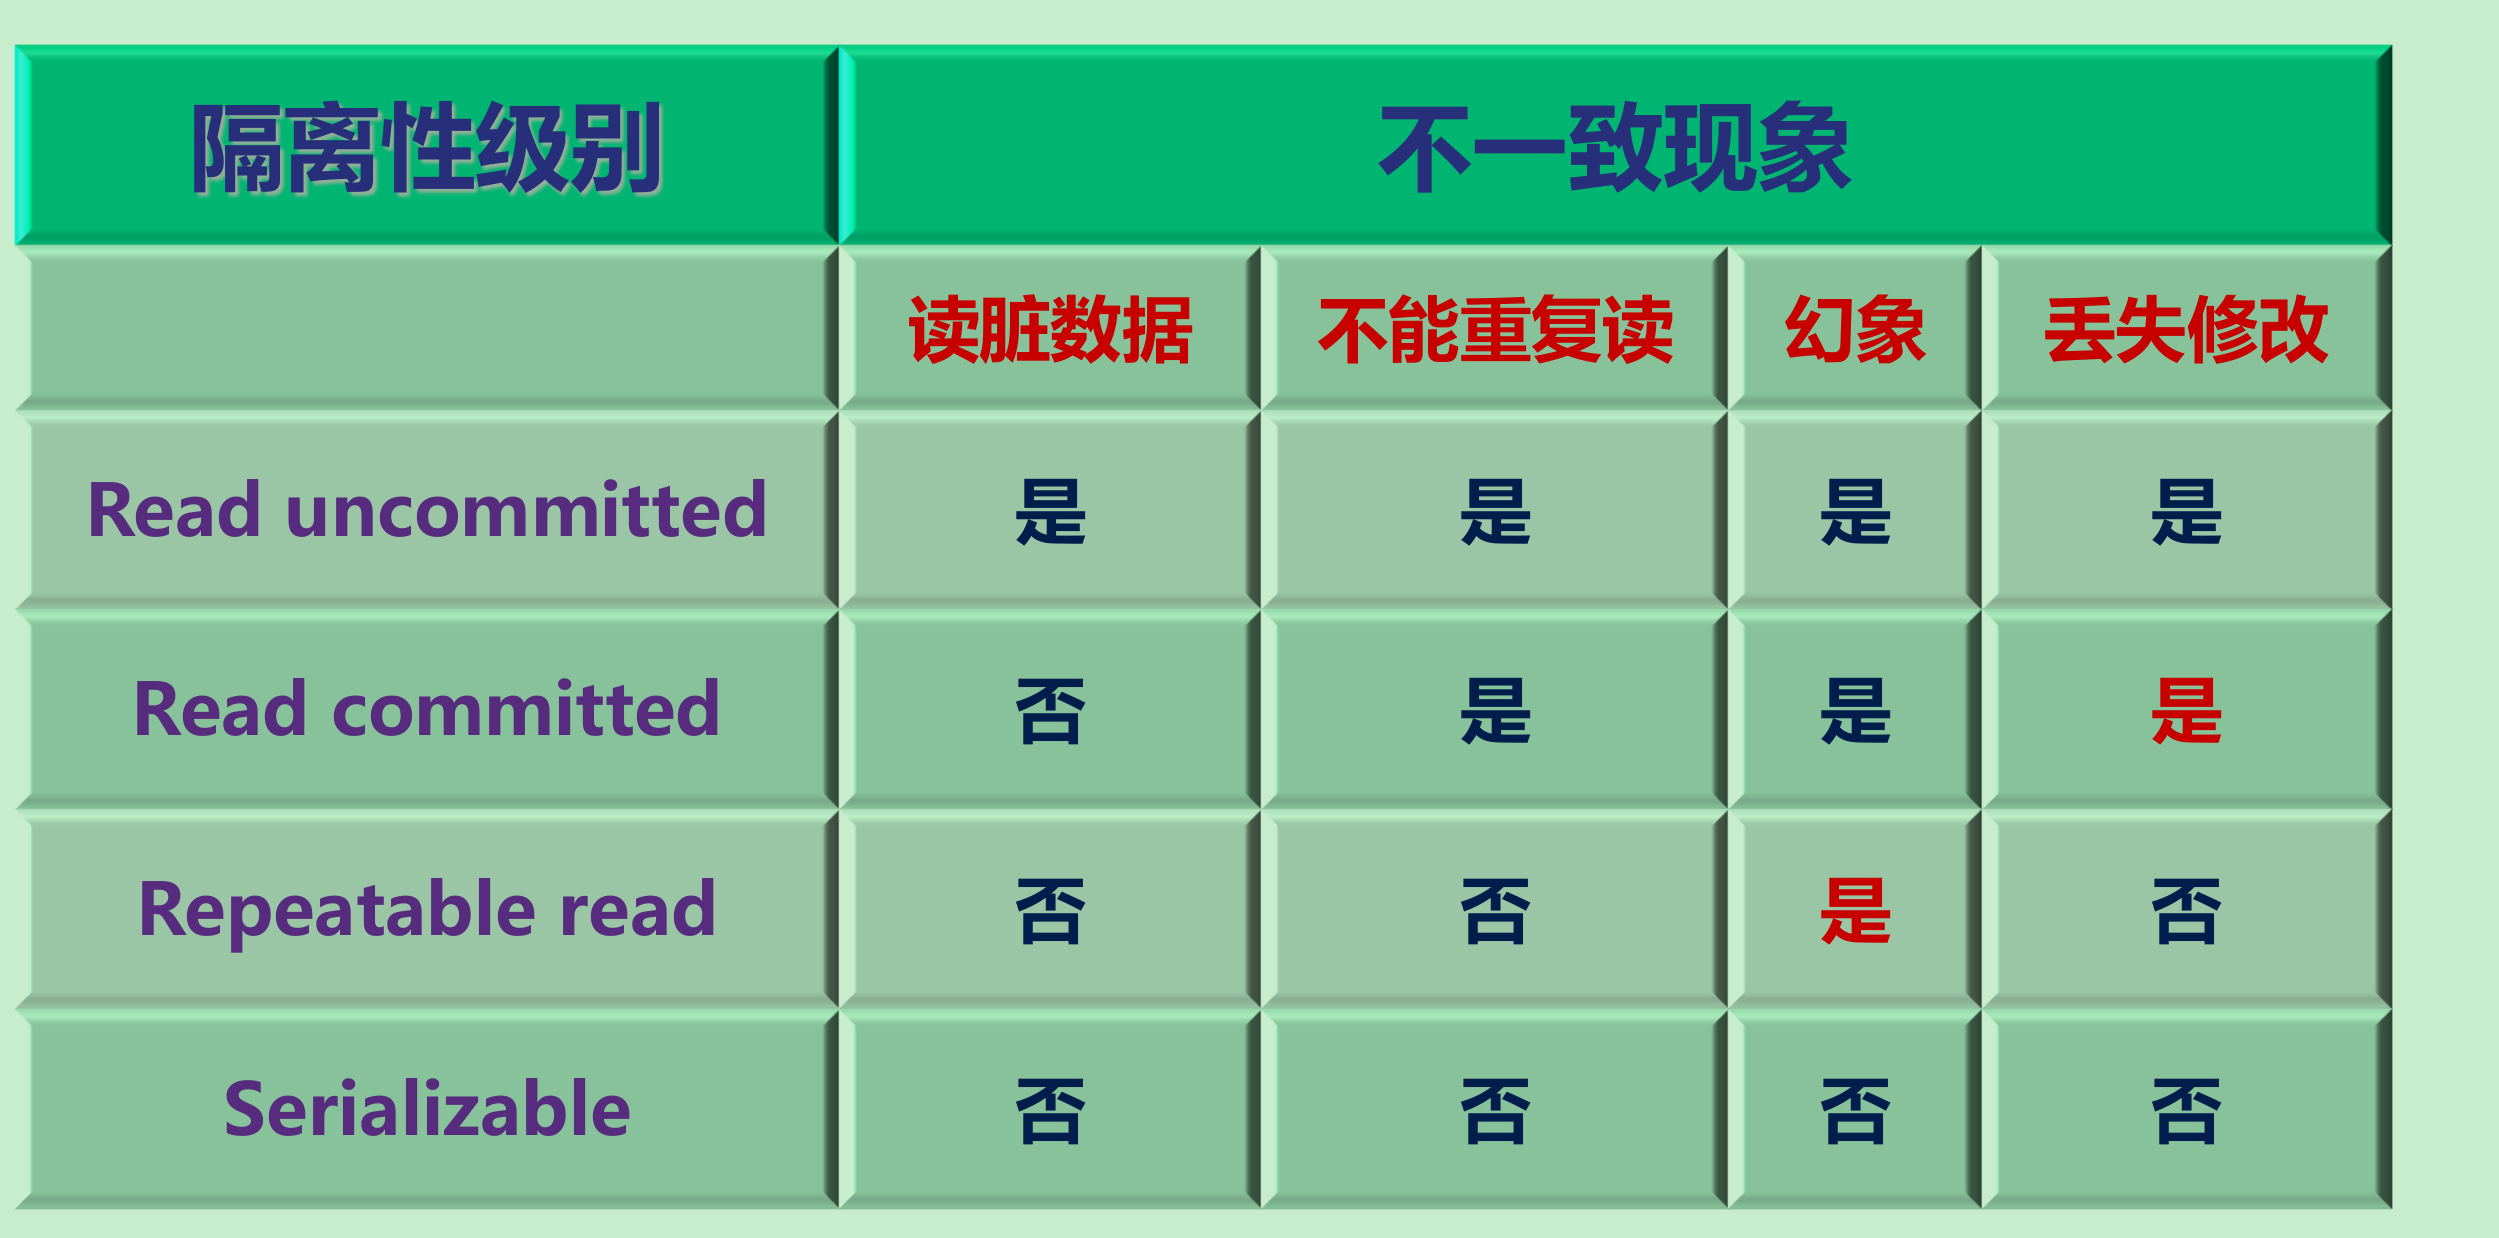 隔离性级别 不一致现象
读脏数据 不能重复读 幻象 丢失修改
Read uncommitted 是 是 是 是
Read committed 否 是 是 是
Repeatable read 否 否 是 否
Serializable 否 否 否 否